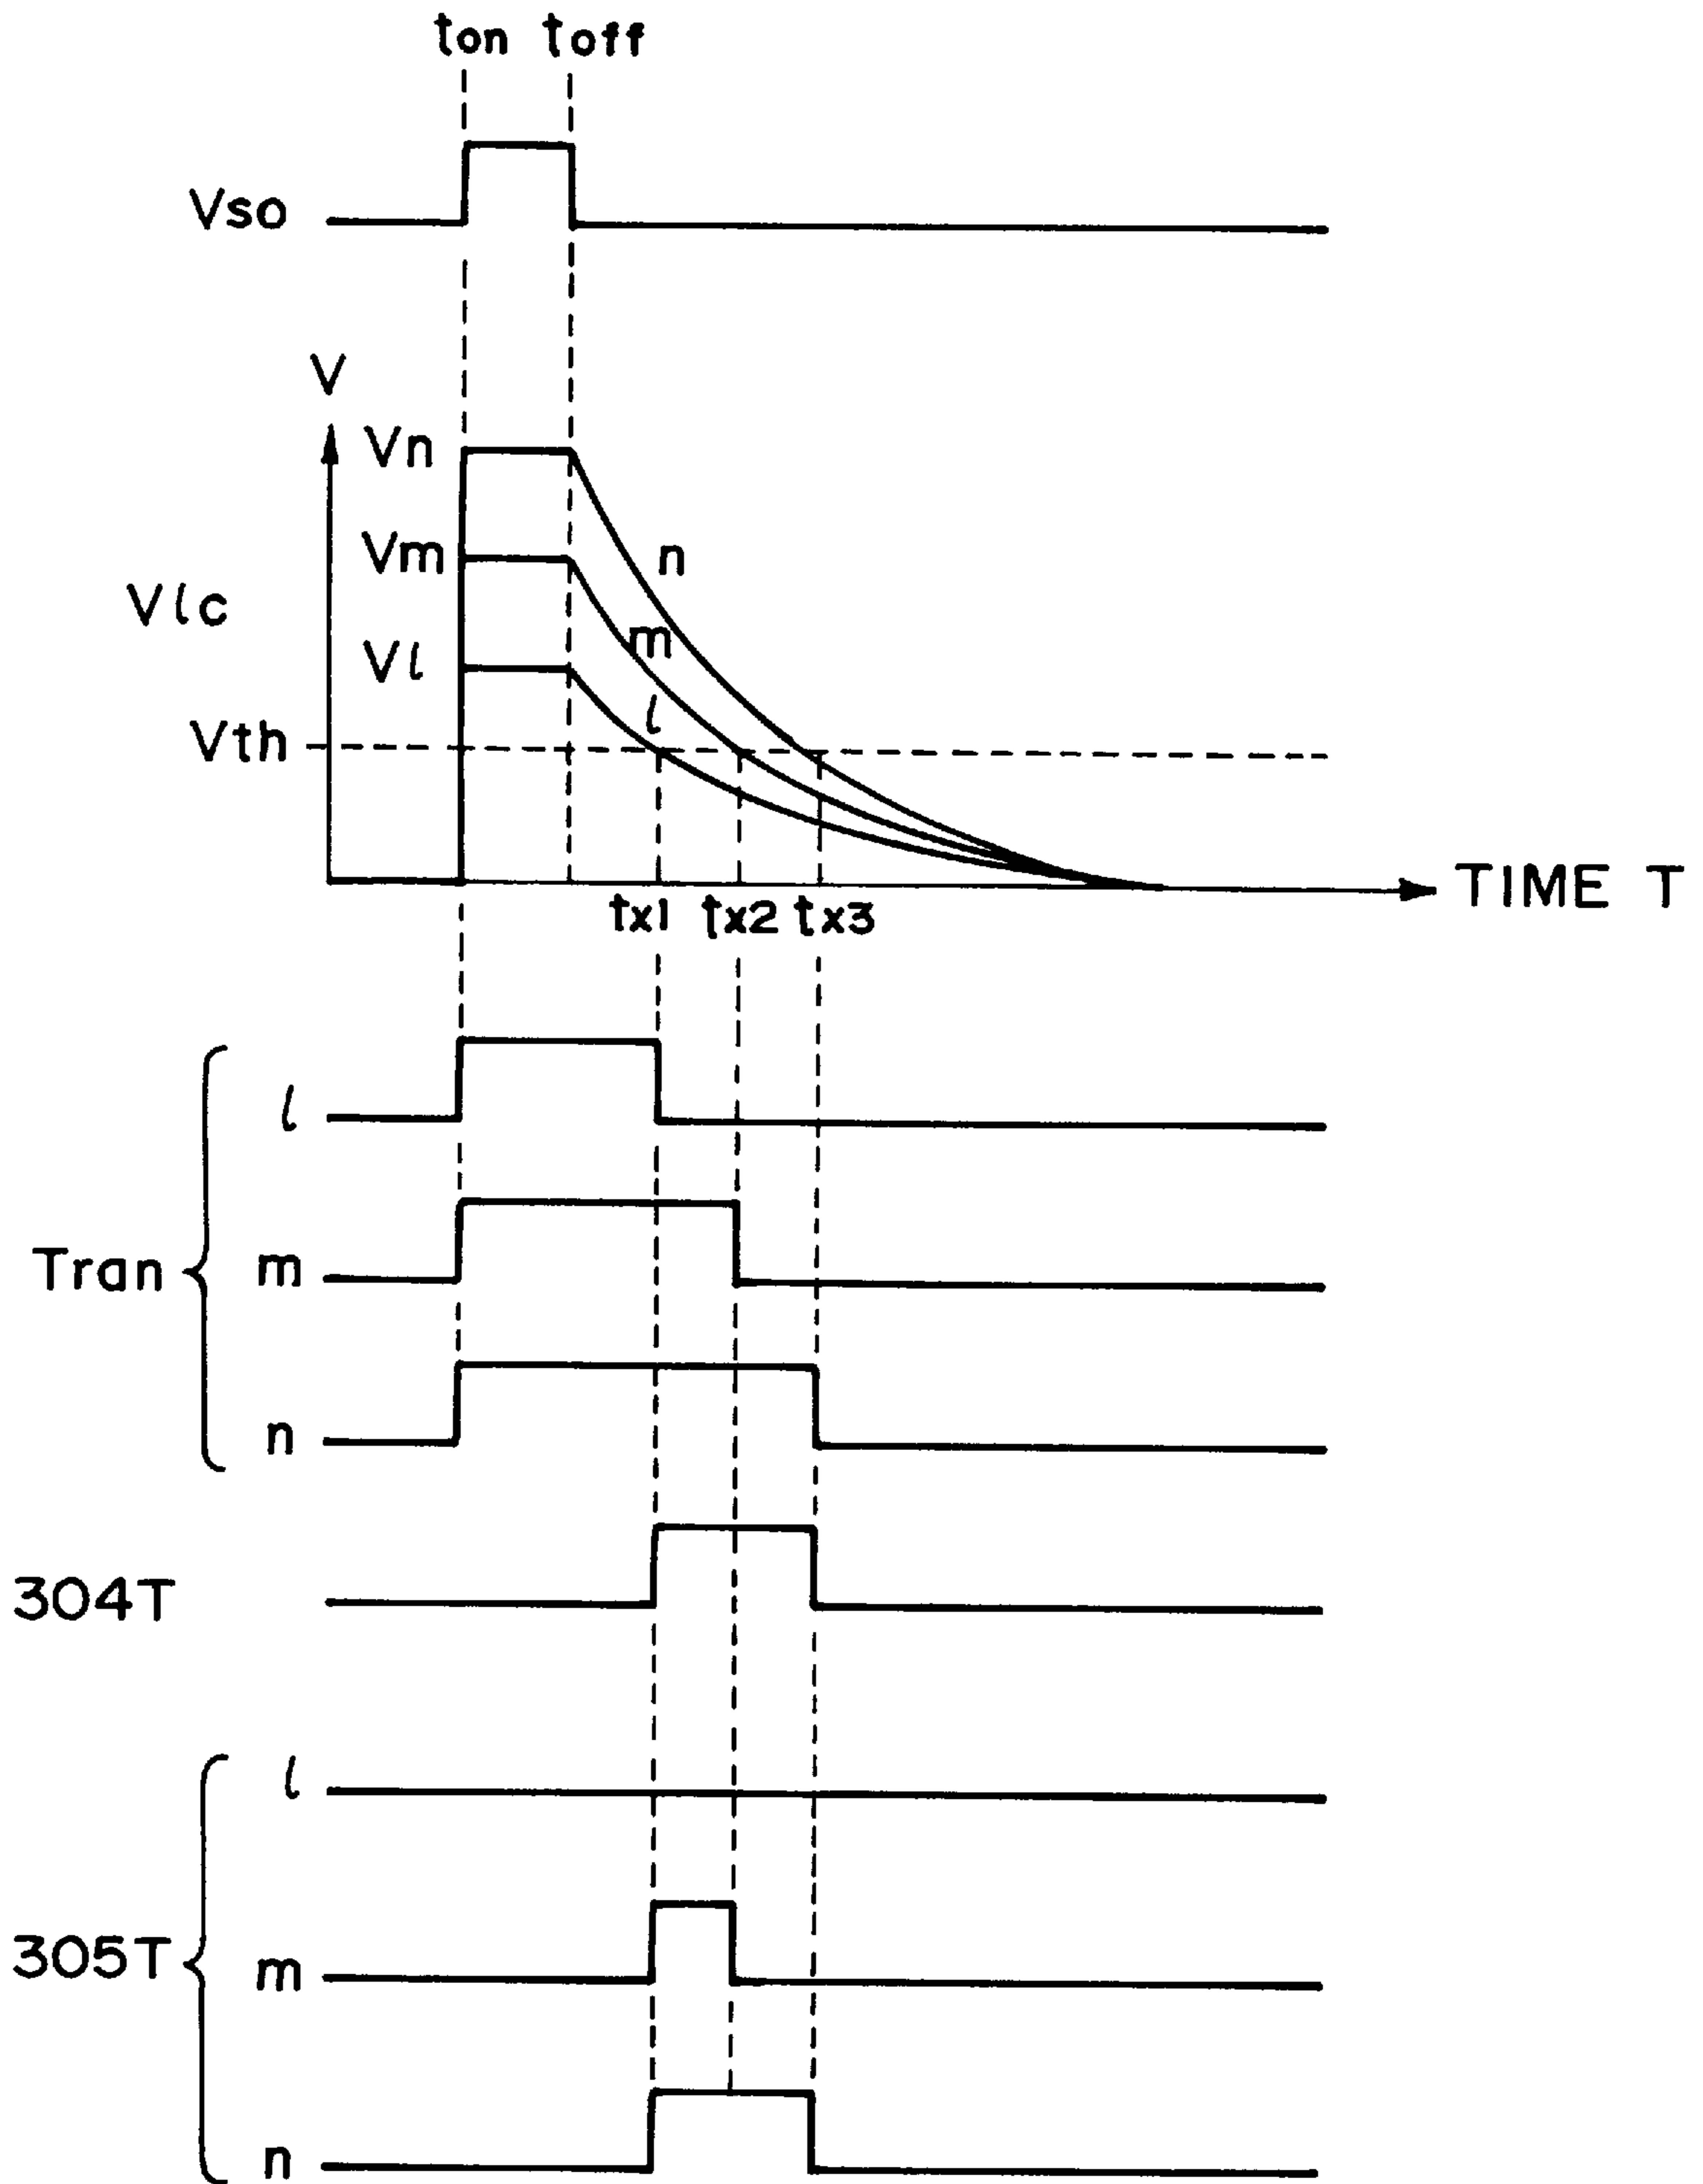 ton toff
Vso
V
Vn
n
Vm
Vlc
m
Vl
l
Vth
TIME T
tx1 tx2 tx3
l
Tran
m
n
304T
l
305T
m
n